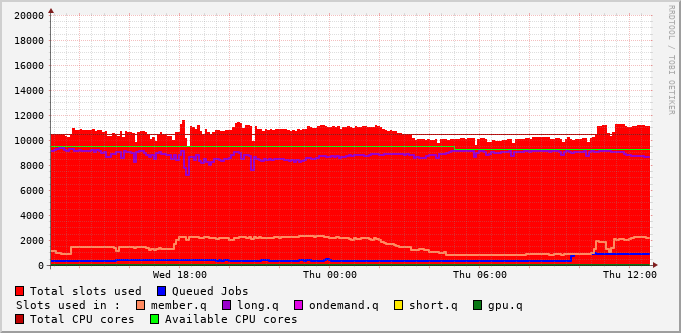 RRDTOOL / TOBI OETIKER
20000
18000
16000
14000
12000
10000
8000
6000
4000
2000
0
Wed 18:00 Thu 00:00 Thu 06:00 Thu 12:00
Total slots used Queued Jobs
Slots used in : member.q long.q ondemand.q short.q gpu.q
Total CPU cores Available CPU cores